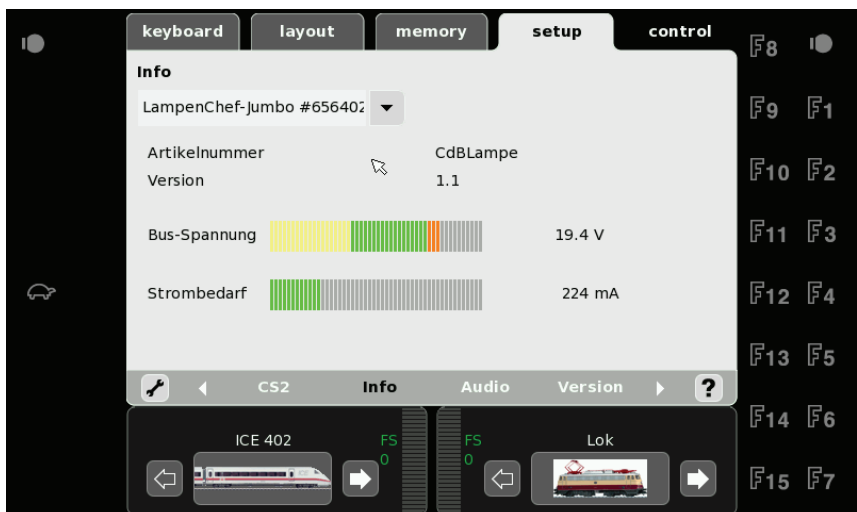 keyboard layout memory setup control
Info
LampenChef-Jumbo #656402
Artikelnummer CdBLampe
Version 1.1
Bus-Spannung 19.4 V
Strombedarf 224 mA
CS2 Info Audio Version ?
ICE 402 FS 0
FS 0 Lok
F8
F9 F1
F10 F2
F11 F3
F12 F4
F13 F5
F14 F6
F15 F7